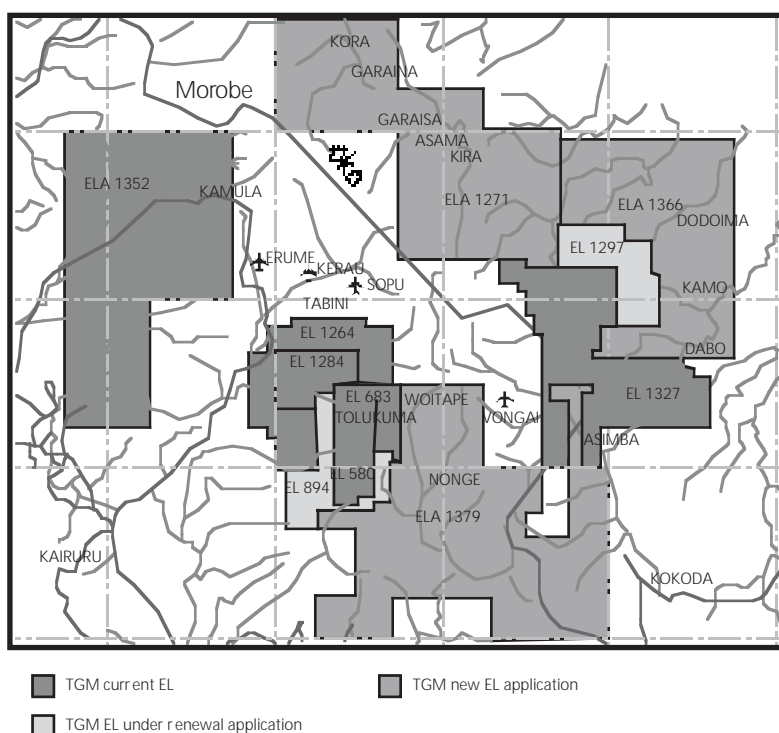 KORA
GARAINA
Morobe
GARAISA
ASAMA
KIRA
ELA 1352
KAMULA
ELA 1271
ELA 1366
DODOIMA
EL 1297
ERUME
KERAU
SOPU
KAMO
TABINI
EL 1264
DABO
EL 1284
EL 683
WOITAPE
EL 1327
TOLUKUMA
VONGAI
ASIMBA
EL 580
NONGE
EL 894
ELA 1379
KAIRURU
KOKODA
TGM current EL
TGM new EL application
TGM EL under renewal application